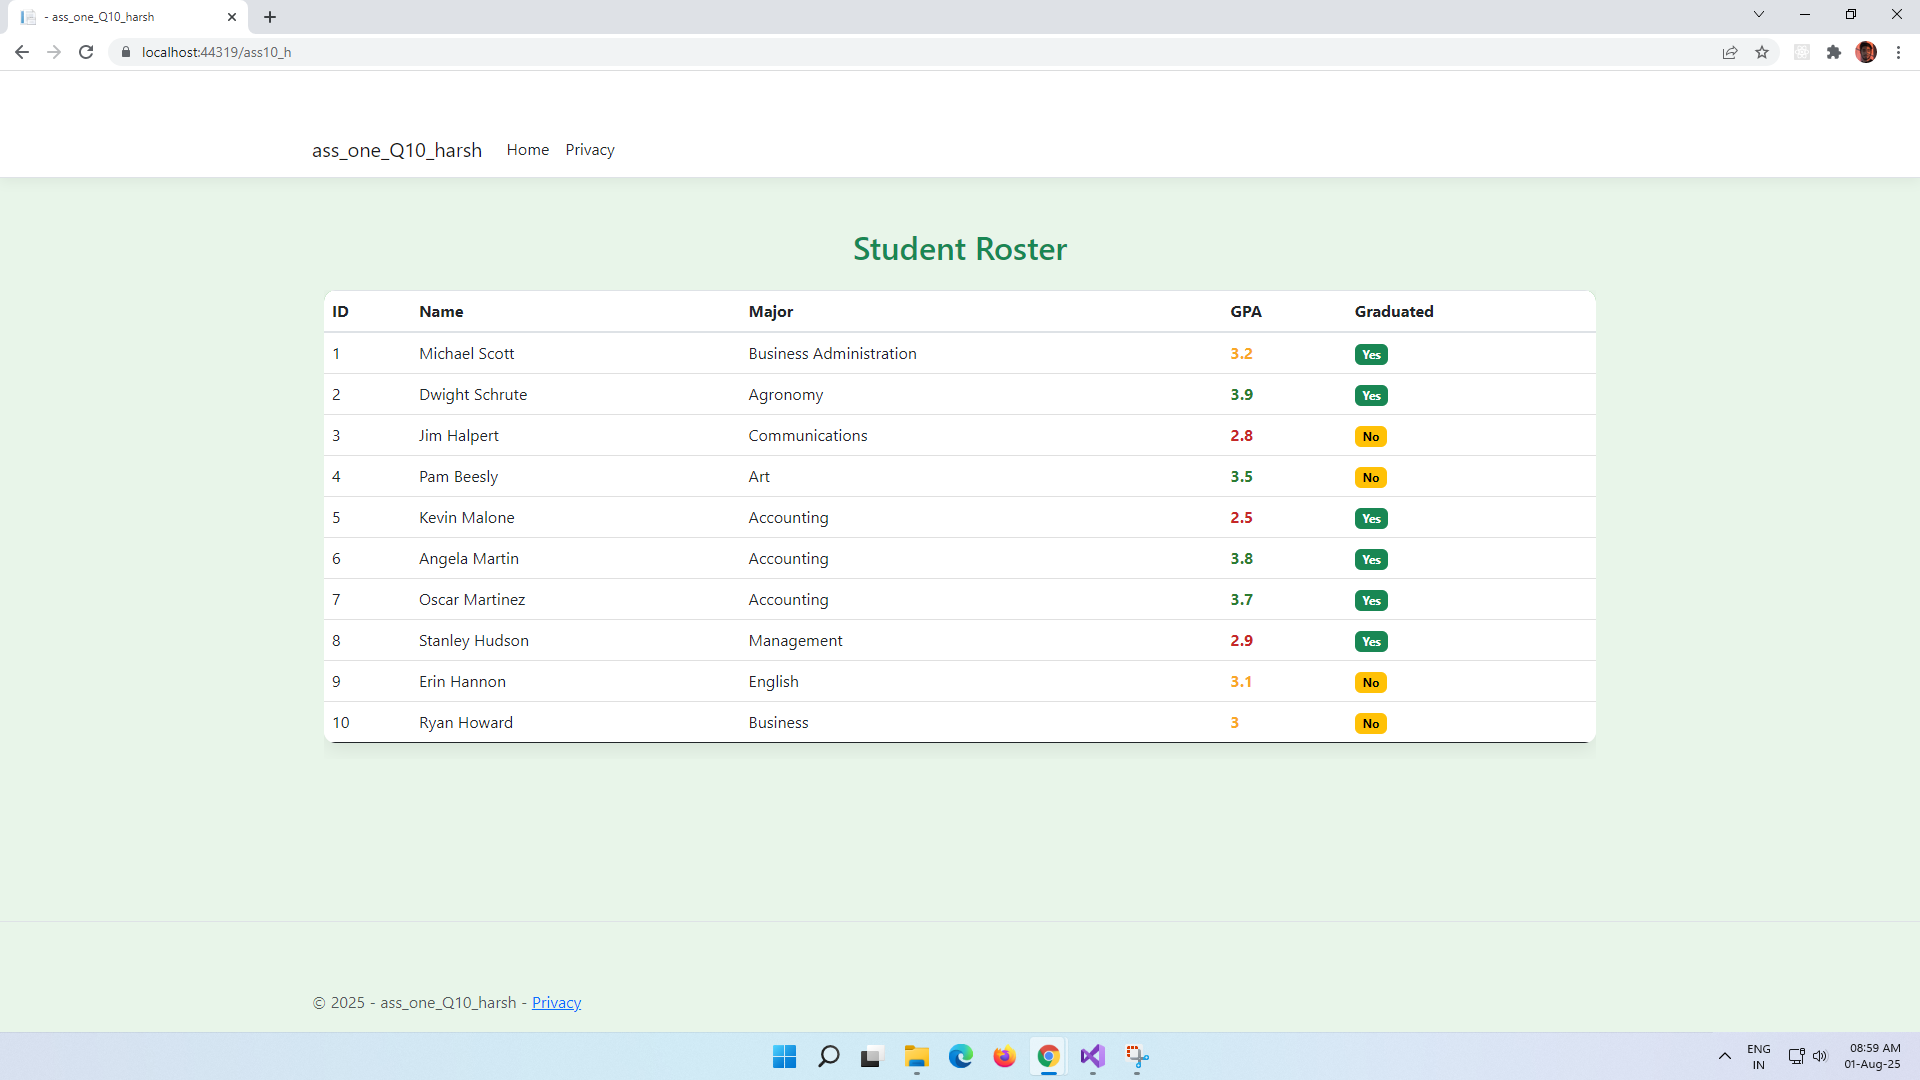 - ass_one_Q10_harsh
localhost:44319/ass10_h
ass_one_Q10_harsh Home Privacy
Student Roster
ID Name Major GPA Graduated
1 Michael Scott Business Administration 3.2 Yes
2 Dwight Schrute Agronomy 3.9 Yes
3 Jim Halpert Communications 2.8 No
4 Pam Beesly Art 3.5 No
5 Kevin Malone Accounting 2.5 Yes
6 Angela Martin Accounting 3.8 Yes
7 Oscar Martinez Accounting 3.7 Yes
8 Stanley Hudson Management 2.9 Yes
9 Erin Hannon English 3.1 No
10 Ryan Howard Business 3 No
© 2025 - ass_one_Q10_harsh - Privacy
ENG 08:59 AM
IN 01-Aug-25